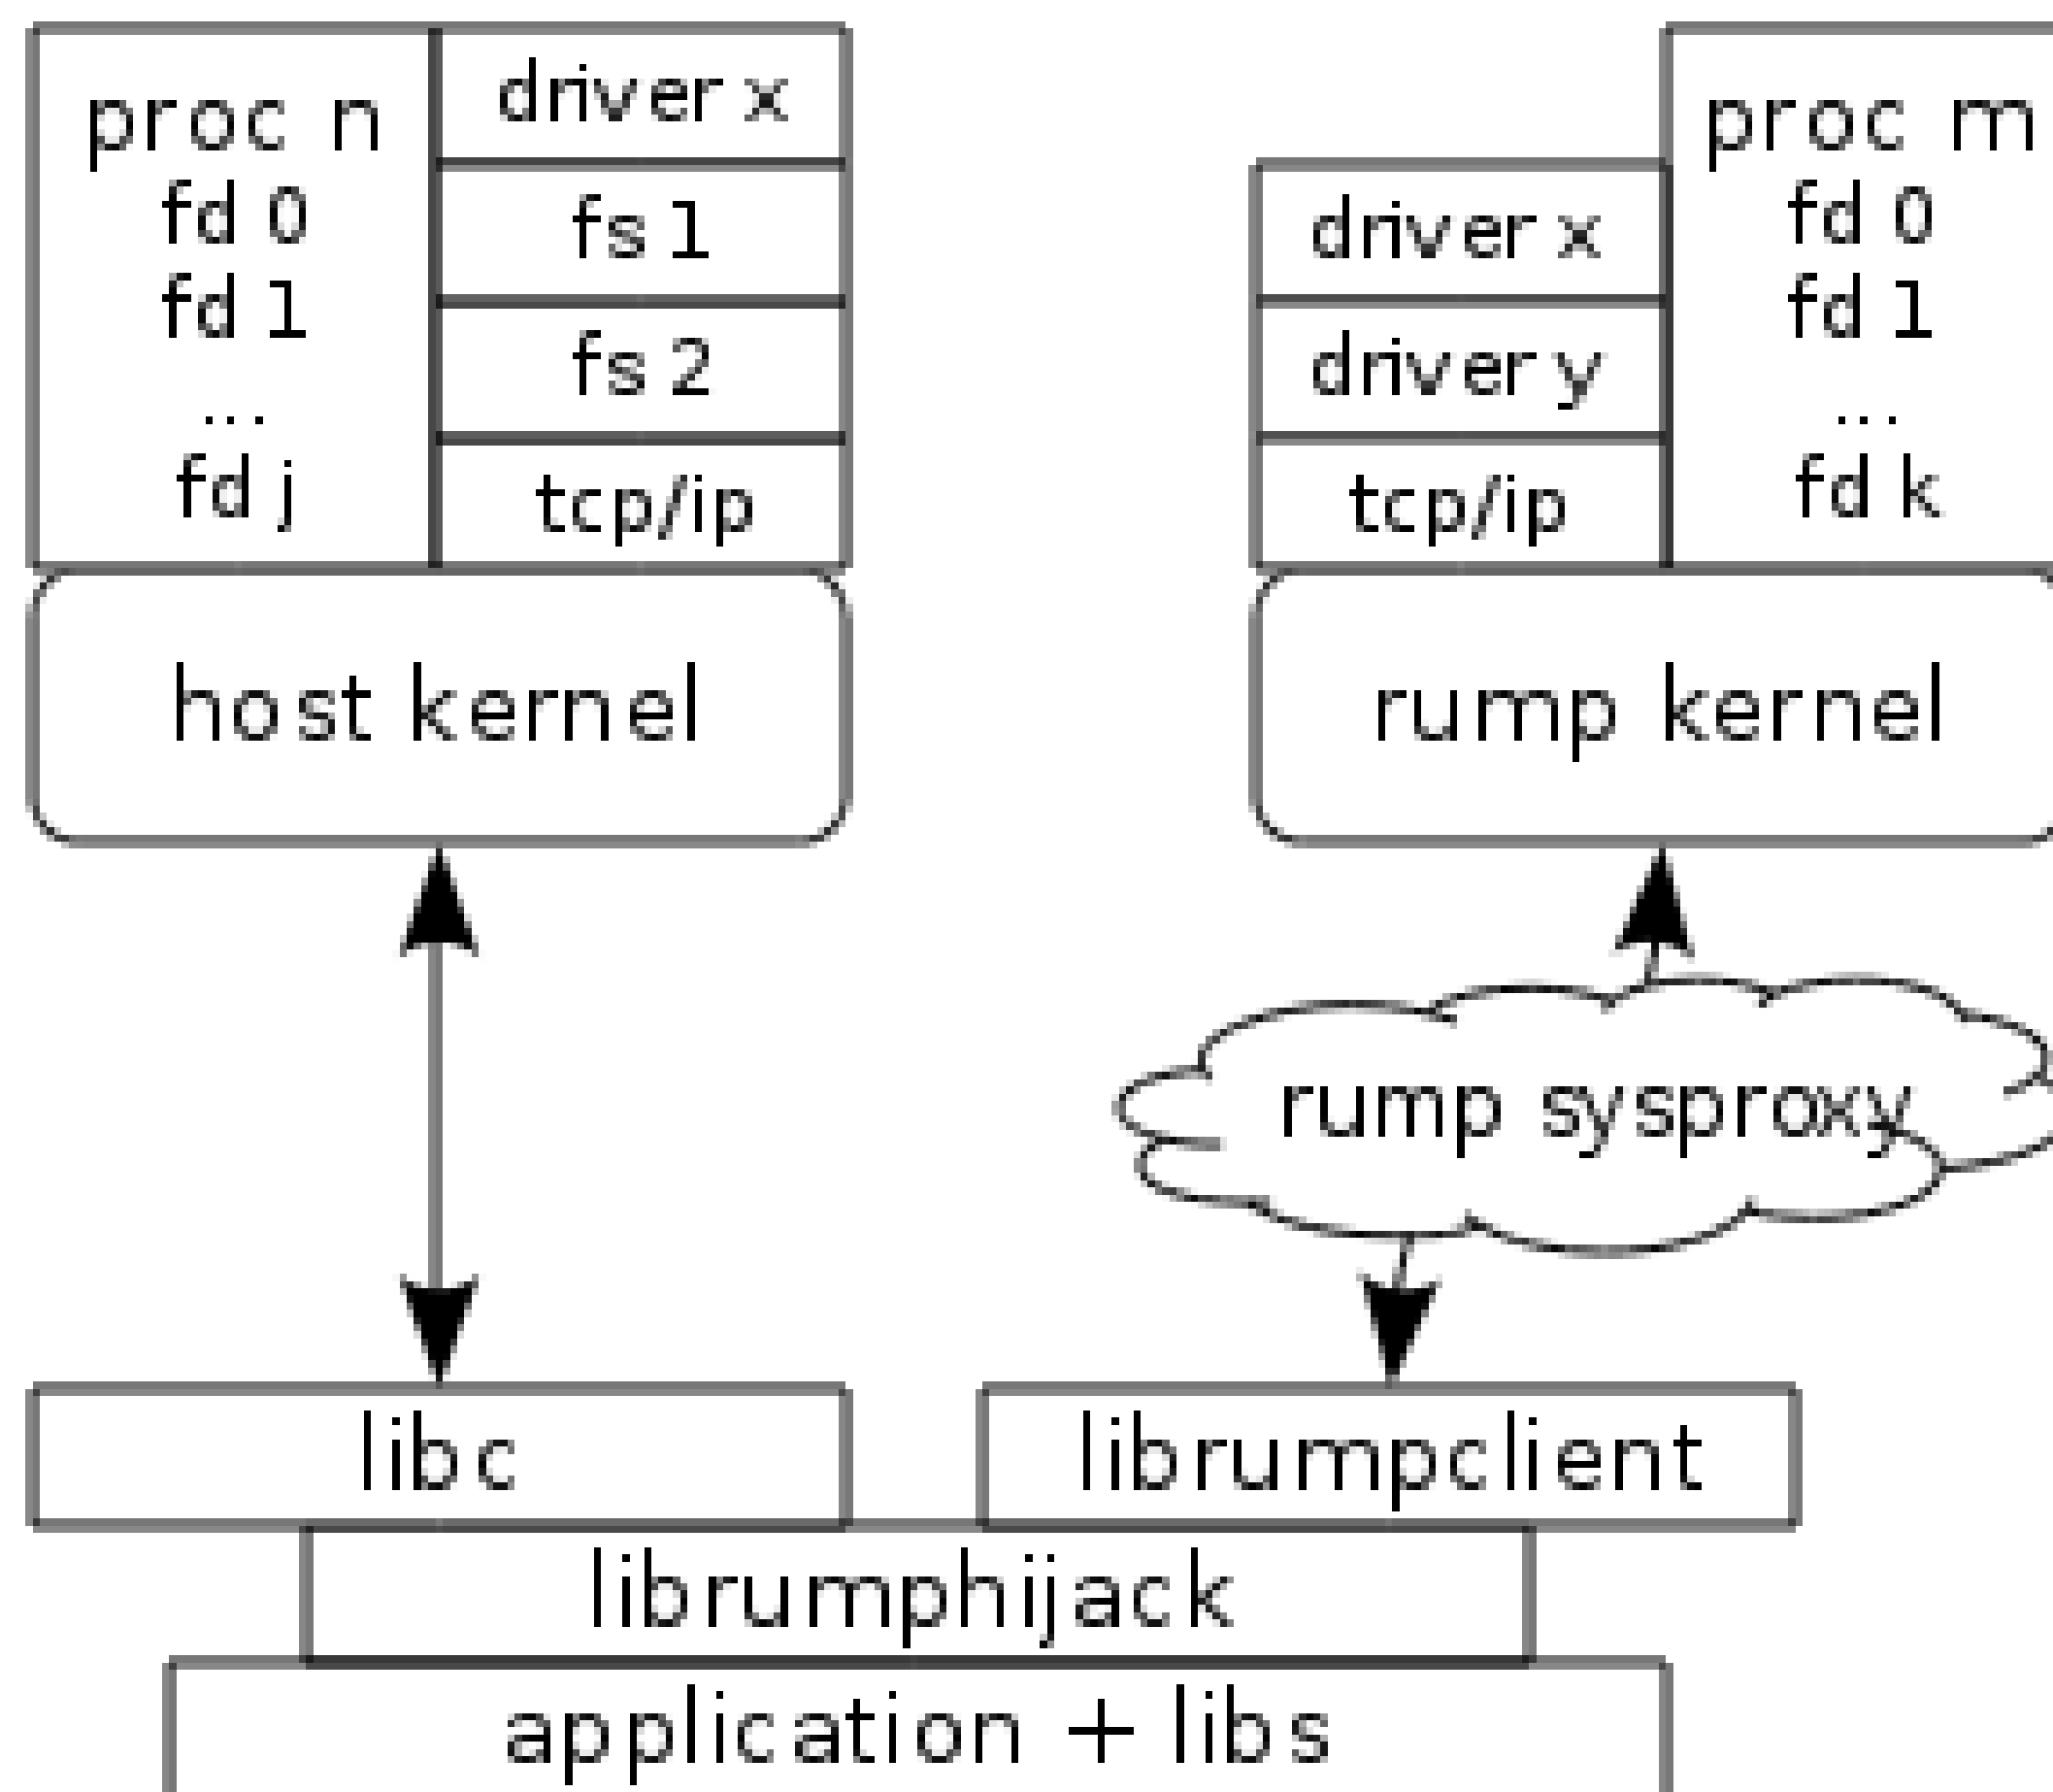 proc n
fd 0
fd 1
...
fd j
driver x
fs 1
fs 2
tcp/ip
host kernel
driver x
driver y
tcp/ip
proc m
fd 0
fd 1
...
fd k
rump kernel
rump sysproxy
libc
librumpclient
librumphijack
application + libs